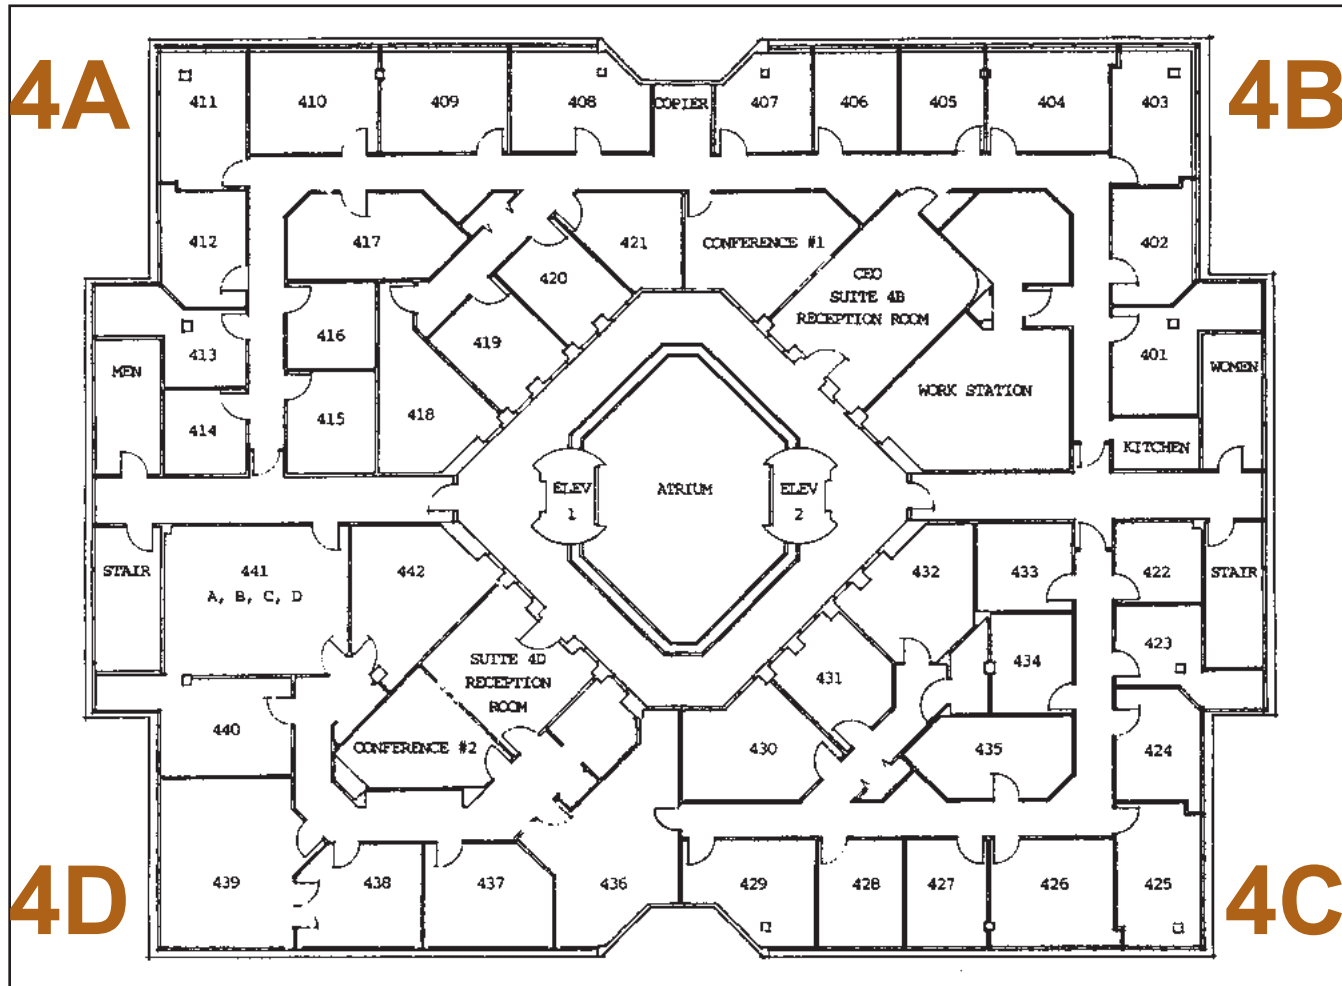 4A
4B
411
410
409
408
COPIER
407
406
405
404
403
412
417
421
CONFERENCE #1
402
420
CEO
SUITE 4B
RECEPTION ROOM
416
419
413
401
MEN
WOMEN
415
418
414
WORK STATION
KITCHEN
ELEV
1
ATRIUM
ELEV
2
STAIR
441
A, B, C, D
442
432
433
422
STAIR
SUITE 4D
RECEPTION
ROOM
431
434
423
440
CONFERENCE #2
430
435
424
4D
4C
439
438
437
436
429
428
427
426
425